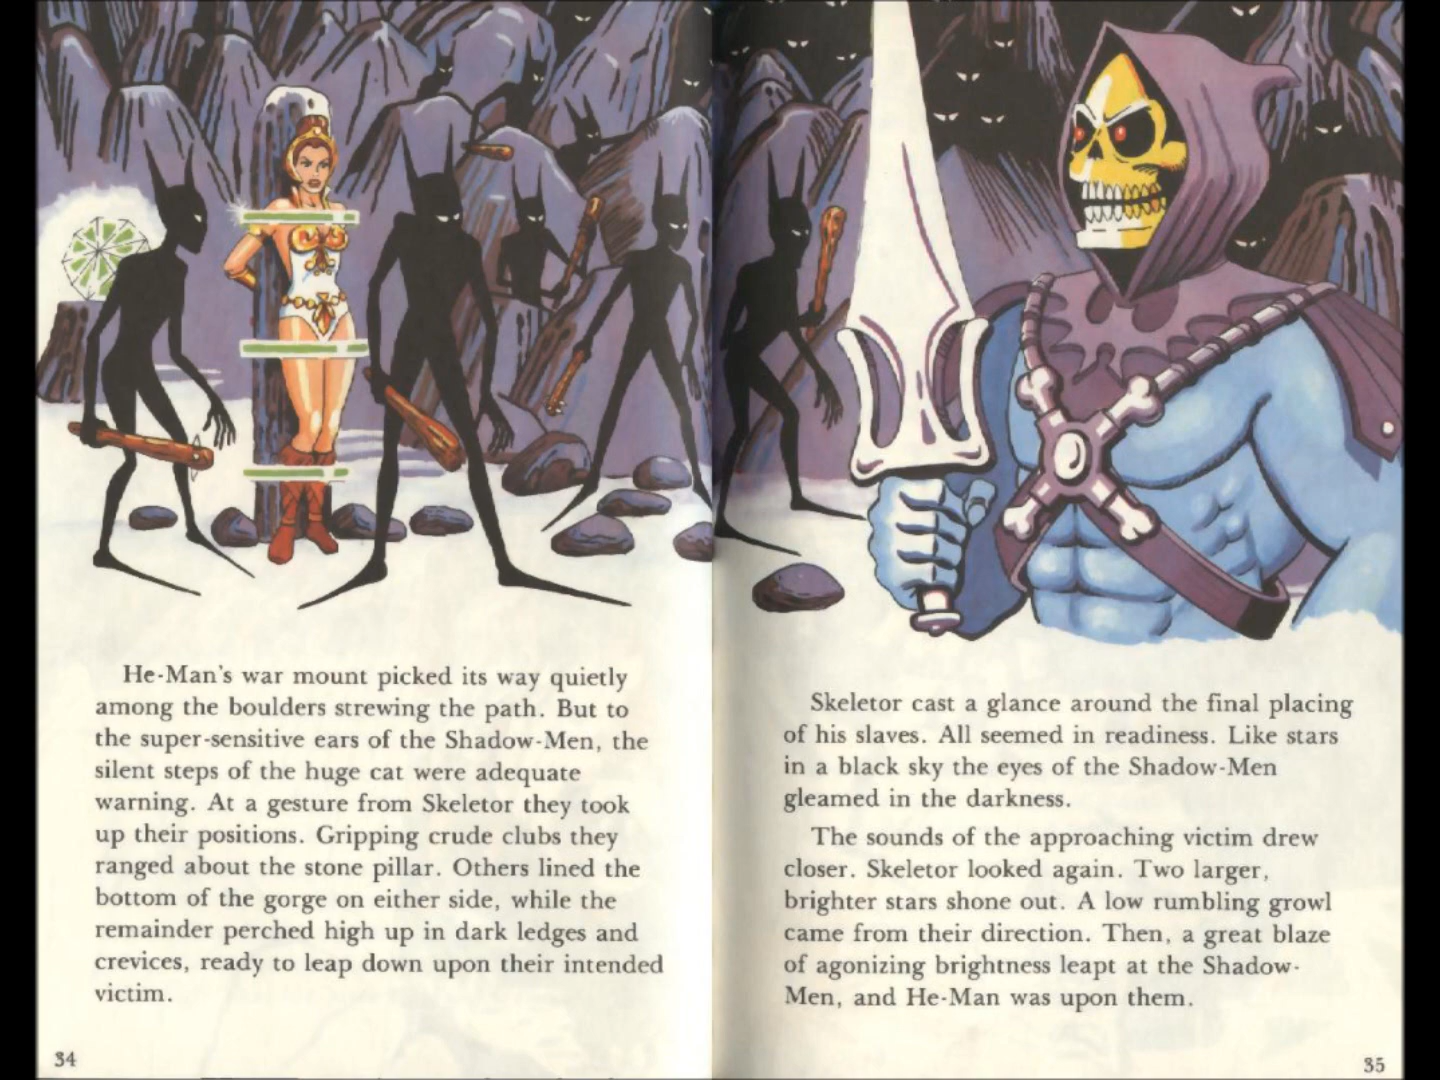 He-Man's war mount picked its way quietly
among the boulders strewing the path. But to
the super-sensitive ears of the Shadow-Men, the
silent steps of the huge cat were adequate
warning. At a gesture from Skeletor they took
up their positions. Gripping crude clubs they
ranged about the stone pillar. Others lined the
bottom of the gorge on either side, while the
remainder perched high up in dark ledges and
crevices, ready to leap down upon their intended
victim.
34
Skeletor cast a glance around the final placing
of his slaves. All seemed in readiness. Like stars
in a black sky the eyes of the Shadow-Men
gleamed in the darkness.
The sounds of the approaching victim drew
closer. Skeletor looked again. Two larger,
brighter stars shone out. A low rumbling growl
came from their direction. Then, a great blaze
of agonizing brightness leapt at the Shadow-
Men, and He-Man was upon them.
35